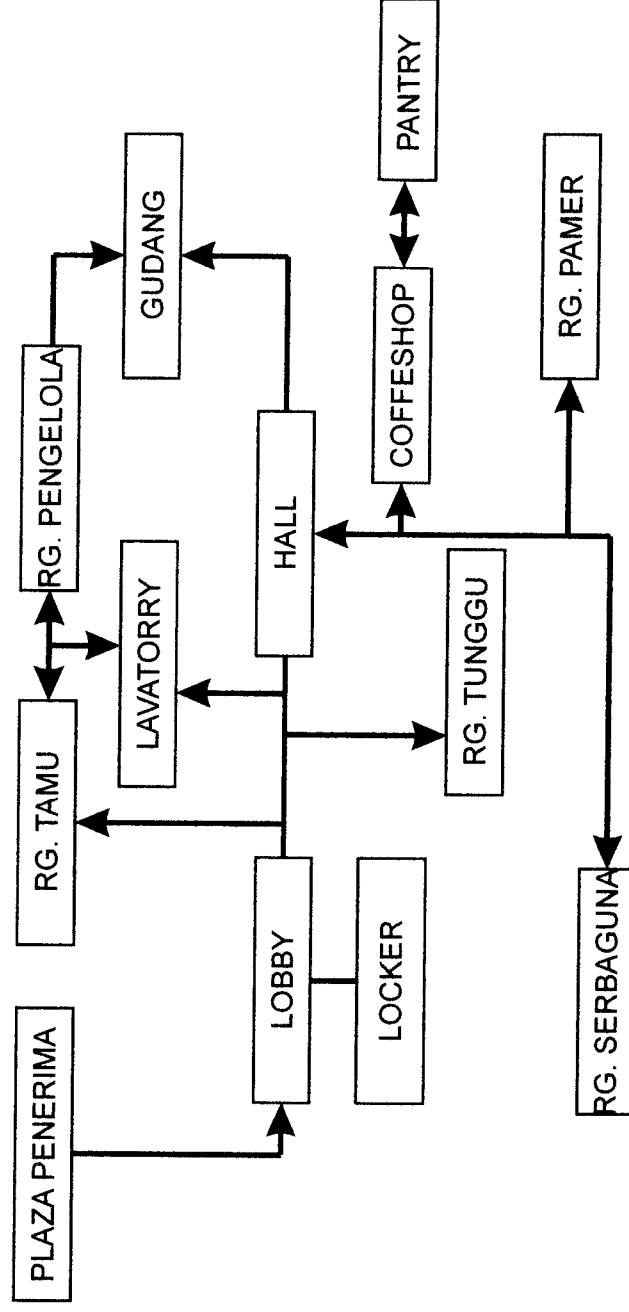 PLAZA PENERIMA
RG. TAMU
RG. PENGELOLA
LAVATORRY
GUDANG
LOBBY
HALL
LOCKER
RG. TUNGGU
COFFESHOP
PANTRY
RG. SERBAGUNA
RG. PAMER